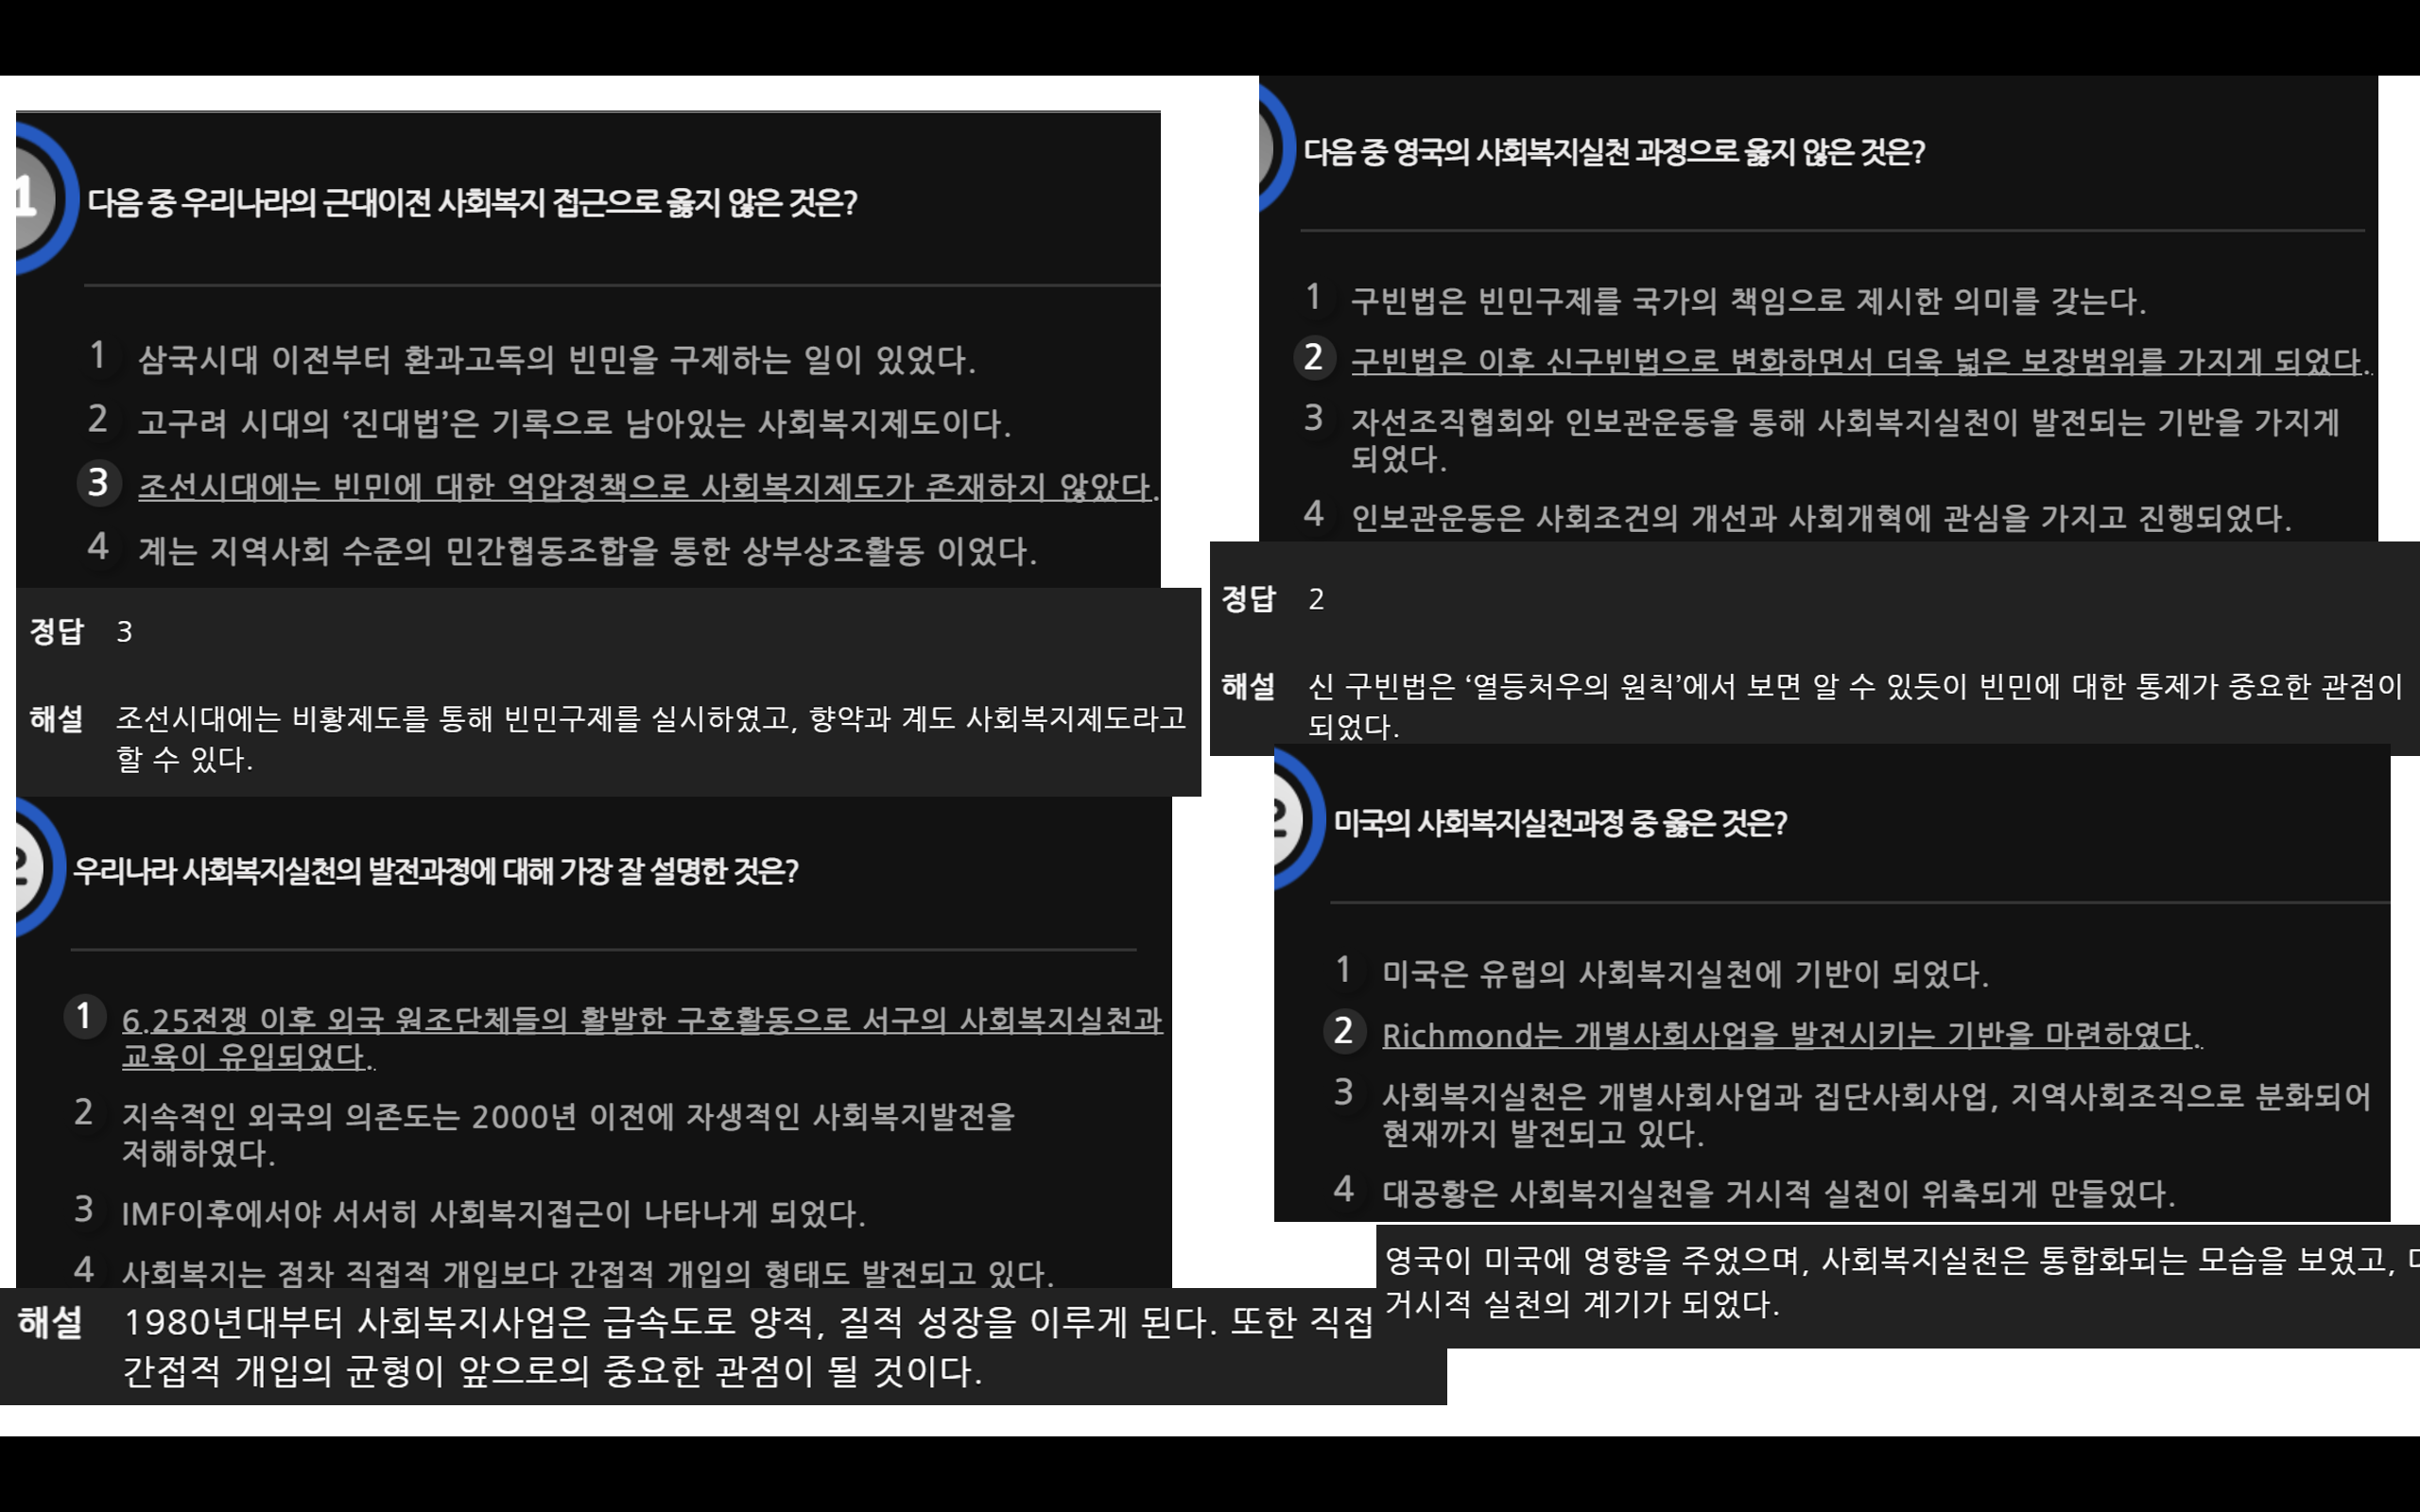 1
다음 중 우리나라의 근대이전 사회복지 접근으로 옳지 않은 것은?
1 삼국시대 이전부터 환과고독의 빈민을 구제하는 일이 있었다.
2 고구려 시대의 ‘진대법’은 기록으로 남아있는 사회복지제도이다.
3 조선시대에는 빈민에 대한 억압정책으로 사회복지제도가 존재하지 않았다.
4 계는 지역사회 수준의 민간협동조합을 통한 상부상조활동 이었다.
정답 3
해설 조선시대에는 비황제도를 통해 빈민구제를 실시하였고, 향약과 계도 사회복지제도라고
할 수 있다.
2
우리나라 사회복지실천의 발전과정에 대해 가장 잘 설명한 것은?
1 6.25전쟁 이후 외국 원조단체들의 활발한 구호활동으로 서구의 사회복지실천과
교육이 유입되었다.
2 지속적인 외국의 의존도는 2000년 이전에 자생적인 사회복지발전을
저해하였다.
3 IMF이후에서야 서서히 사회복지접근이 나타나게 되었다.
4 사회복지는 점차 직접적 개입보다 간접적 개입의 형태도 발전되고 있다.
해설 1980년대부터 사회복지사업은 급속도로 양적, 질적 성장을 이루게 된다. 또한 직접
간접적 개입의 균형이 앞으로의 중요한 관점이 될 것이다.
다음 중 영국의 사회복지실천 과정으로 옳지 않은 것은?
1 구빈법은 빈민구제를 국가의 책임으로 제시한 의미를 갖는다.
2 구빈법은 이후 신구빈법으로 변화하면서 더욱 넓은 보장범위를 가지게 되었다.
3 자선조직협회와 인보관운동을 통해 사회복지실천이 발전되는 기반을 가지게
되었다.
4 인보관운동은 사회조건의 개선과 사회개혁에 관심을 가지고 진행되었다.
정답 2
해설 신 구빈법은 ‘열등처우의 원칙’에서 보면 알 수 있듯이 빈민에 대한 통제가 중요한 관점이
되었다.
2
미국의 사회복지실천과정 중 옳은 것은?
1 미국은 유럽의 사회복지실천에 기반이 되었다.
2 Richmond는 개별사회사업을 발전시키는 기반을 마련하였다.
3 사회복지실천은 개별사회사업과 집단사회사업, 지역사회조직으로 분화되어
현재까지 발전되고 있다.
4 대공황은 사회복지실천을 거시적 실천이 위축되게 만들었다.
영국이 미국에 영향을 주었으며, 사회복지실천은 통합화되는 모습을 보였고,
거시적 실천의 계기가 되었다.